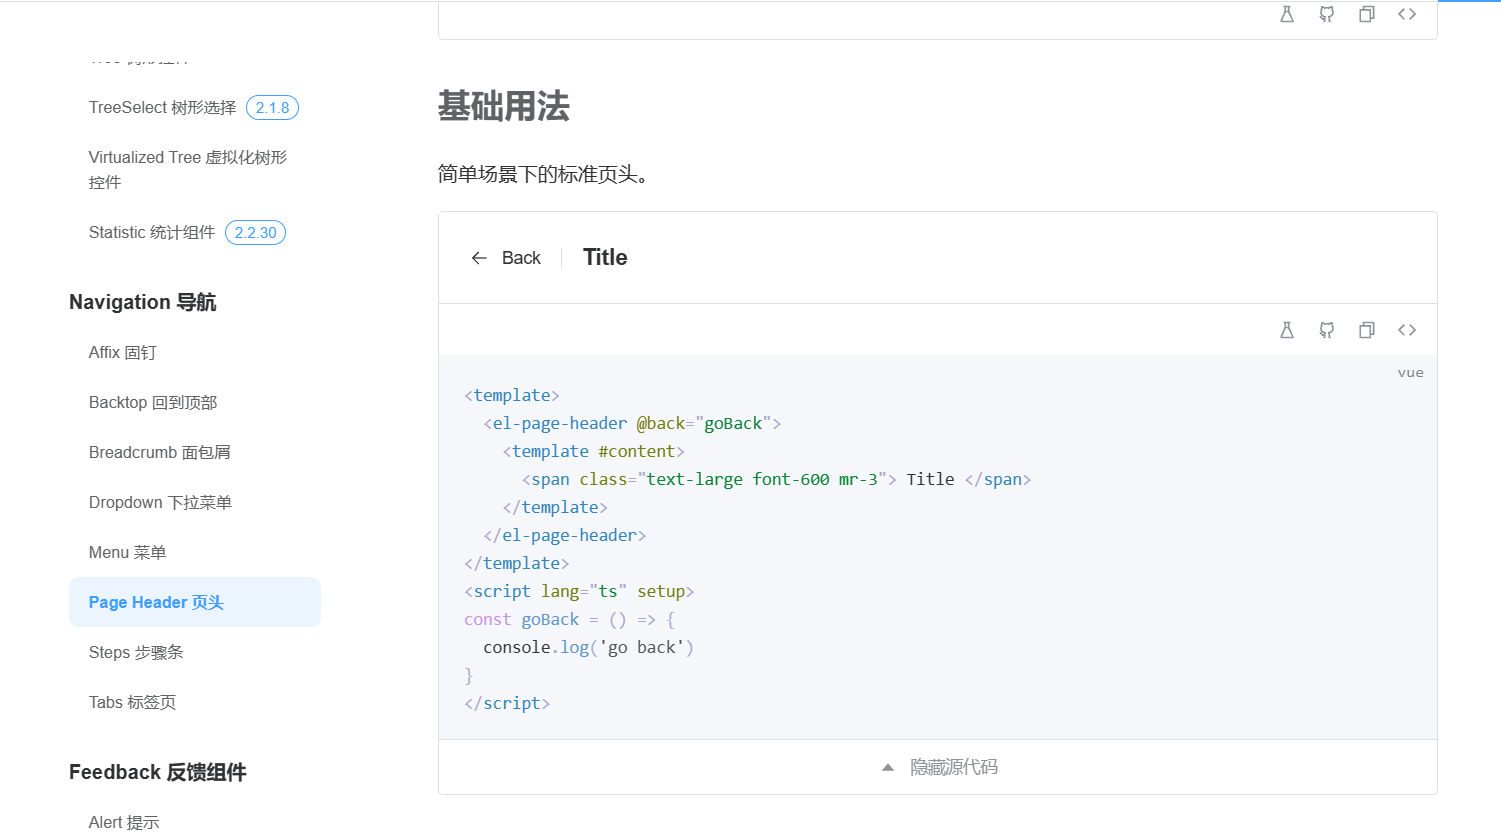 TreeSelect 树形选择 2.1.8
Virtualized Tree 虚拟化树形
控件
Statistic 统计组件 2.2.30
Navigation 导航
Affix 固钉
Backtop 回到顶部
Breadcrumb 面包屑
Dropdown 下拉菜单
Menu 菜单
Page Header 页头
Steps 步骤条
Tabs 标签页
Feedback 反馈组件
Alert 提示
基础用法
简单场景下的标准页头。
Back Title
vue
<template>
  <el-page-header @back="goBack">
    <template #content>
      <span class="text-large font-600 mr-3"> Title </span>
    </template>
  </el-page-header>
</template>
<script lang="ts" setup>
const goBack = () => {
  console.log('go back')
}
</script>
隐藏源代码